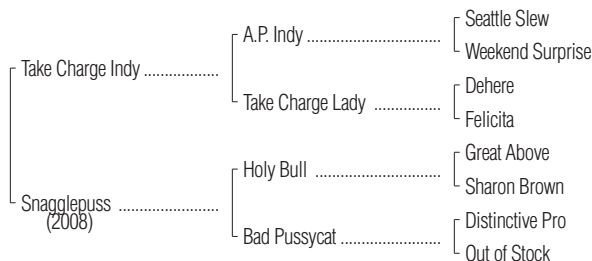 Seattle Slew
A.P. Indy ................................
Weekend Surprise
Take Charge Indy ..................
Dehere
Take Charge Lady ................
Felicita
Great Above
Holy Bull ..............................
Sharon Brown
Snagglepuss ........................
(2008)
Distinctive Pro
Bad Pussycat ........................
Out of Stock